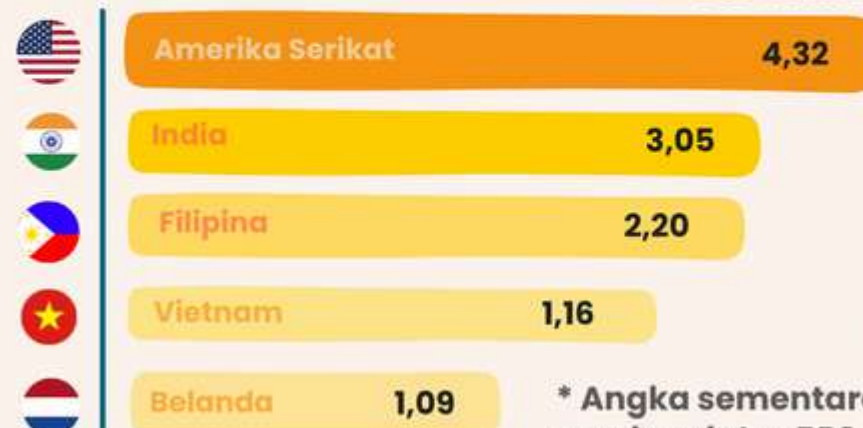 Amerika Serikat 4,32
India 3,05
Filipina 2,20
Vietnam 1,16
Belanda 1,09
* Angka sementara